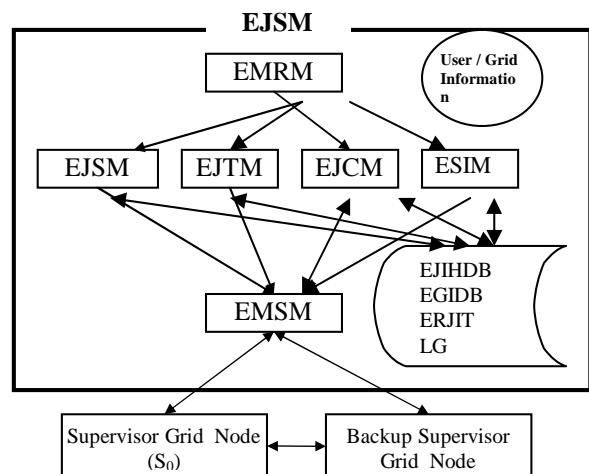 EJSM
EMRM
User / Grid
Informatio
n
EJSM
EJTM
EJCM
ESIM
EJIHDB
EGIDB
ERJIT
LG
EMSM
Supervisor Grid Node
(S0)
Backup Supervisor
Grid Node